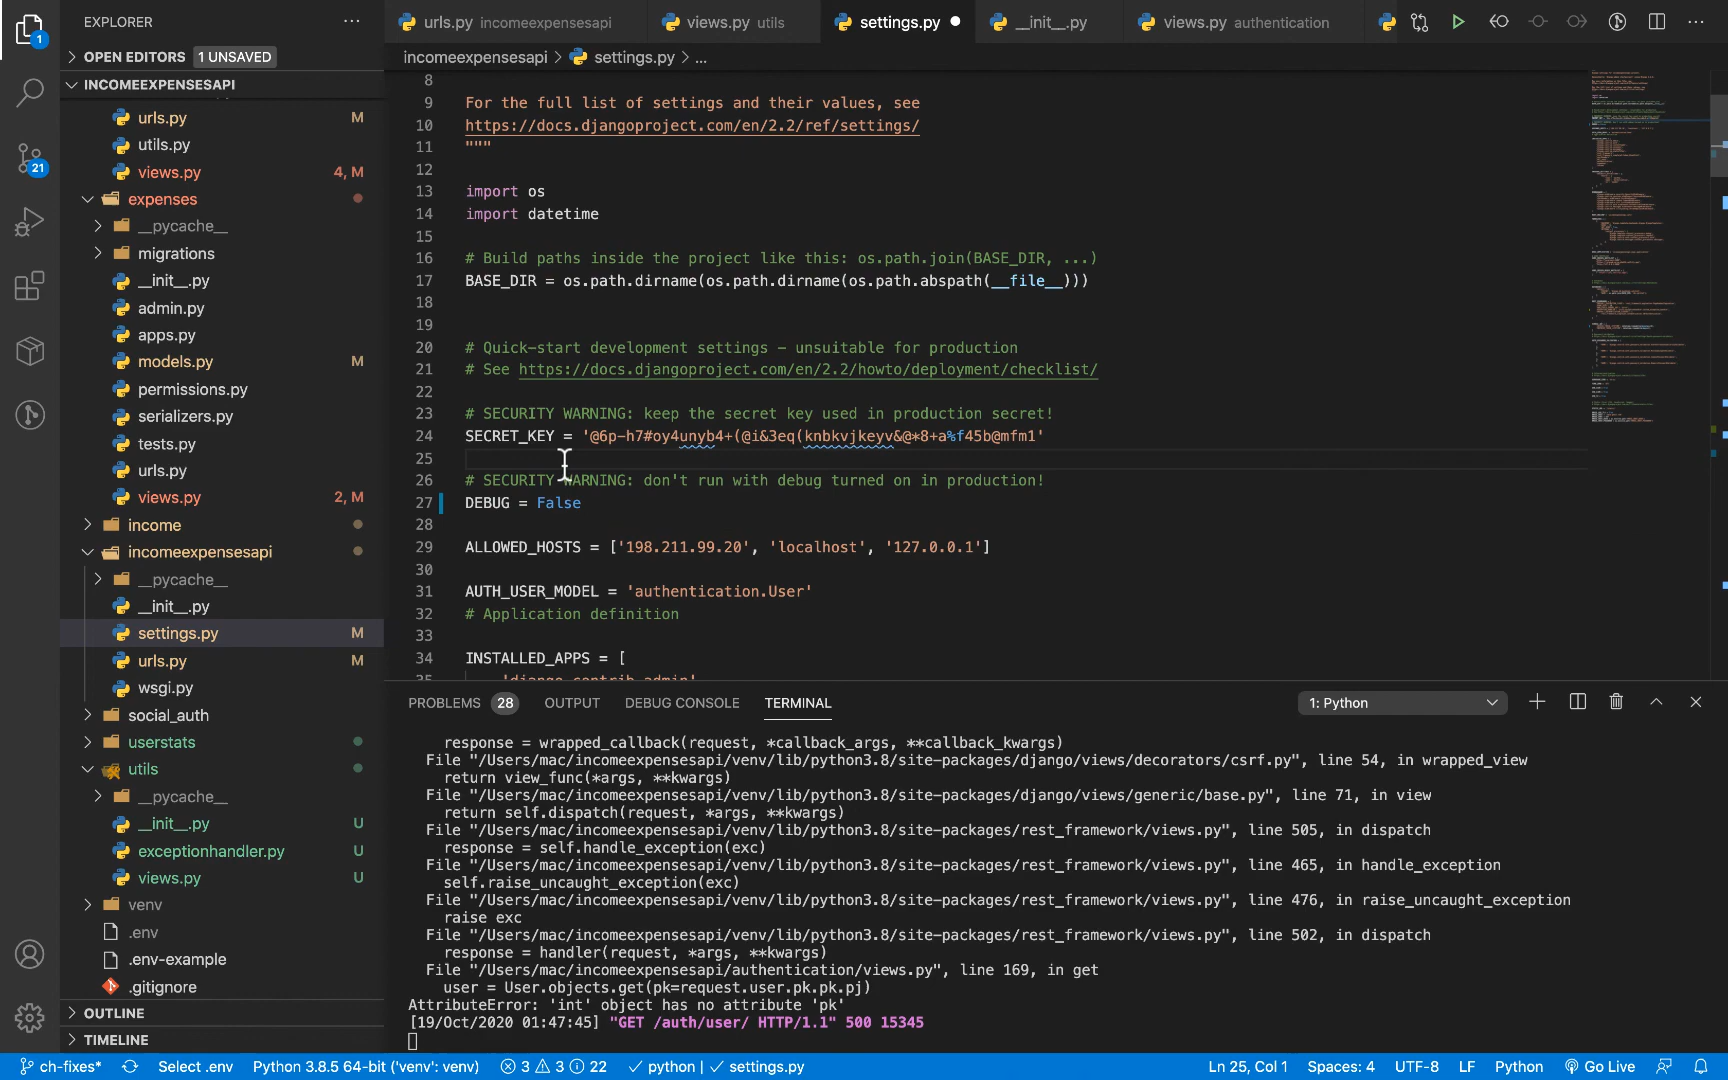 EXPLORER
OPEN EDITORS 1 UNSAVED
INCOMEEXPENSESAPI
urls.py M
utils.py
views.py 4, M
expenses
__pycache__
migrations
__init__.py
admin.py
apps.py
models.py M
permissions.py
serializers.py
tests.py
urls.py
views.py 2, M
income
incomeexpensesapi
__pycache__
__init__.py
settings.py M
urls.py M
wsgi.py
social_auth
userstats
utils
__pycache__
__init__.py U
exceptionhandler.py U
views.py U
venv
.env
.env-example
.gitignore
OUTLINE
TIMELINE
1
21
urls.py incomeexpensesapi views.py utils settings.py __init__.py views.py authentication
incomeexpensesapi > settings.py > ...
8
9 For the full list of settings and their values, see
10 https://docs.djangoproject.com/en/2.2/ref/settings/
11 """
12
13 import os
14 import datetime
15
16 # Build paths inside the project like this: os.path.join(BASE_DIR, ...)
17 BASE_DIR = os.path.dirname(os.path.dirname(os.path.abspath(__file__)))
18
19
20 # Quick-start development settings - unsuitable for production
21 # See https://docs.djangoproject.com/en/2.2/howto/deployment/checklist/
22
23 # SECURITY WARNING: keep the secret key used in production secret!
24 SECRET_KEY = '@6p-h7#oy4unyb4+(@i&3eq(knbkvjkeyv&@*8+a%f45b@mfm1'
25
26 # SECURITY WARNING: don't run with debug turned on in production!
27 DEBUG = False
28
29 ALLOWED_HOSTS = ['198.211.99.20', 'localhost', '127.0.0.1']
30
31 AUTH_USER_MODEL = 'authentication.User'
32 # Application definition
33
34 INSTALLED_APPS = [
35 'django.contrib.admin'
PROBLEMS 28 OUTPUT DEBUG CONSOLE TERMINAL 1: Python
response = wrapped_callback(request, *callback_args, **callback_kwargs)
File "/Users/mac/incomeexpensesapi/venv/lib/python3.8/site-packages/django/views/decorators/csrf.py", line 54, in wrapped_view
return view_func(*args, **kwargs)
File "/Users/mac/incomeexpensesapi/venv/lib/python3.8/site-packages/django/views/generic/base.py", line 71, in view
return self.dispatch(request, *args, **kwargs)
File "/Users/mac/incomeexpensesapi/venv/lib/python3.8/site-packages/rest_framework/views.py", line 505, in dispatch
response = self.handle_exception(exc)
File "/Users/mac/incomeexpensesapi/venv/lib/python3.8/site-packages/rest_framework/views.py", line 465, in handle_exception
self.raise_uncaught_exception(exc)
File "/Users/mac/incomeexpensesapi/venv/lib/python3.8/site-packages/rest_framework/views.py", line 476, in raise_uncaught_exception
raise exc
File "/Users/mac/incomeexpensesapi/venv/lib/python3.8/site-packages/rest_framework/views.py", line 502, in dispatch
response = handler(request, *args, **kwargs)
File "/Users/mac/incomeexpensesapi/authentication/views.py", line 169, in get
user = User.objects.get(pk=request.user.pk.pk.pj)
AttributeError: 'int' object has no attribute 'pk'
[19/Oct/2020 01:47:45] "GET /auth/user/ HTTP/1.1" 500 15345
ch-fixes* Select .env Python 3.8.5 64-bit ('venv': venv) 3 3 22 python | settings.py Ln 25, Col 1 Spaces: 4 UTF-8 LF Python Go Live